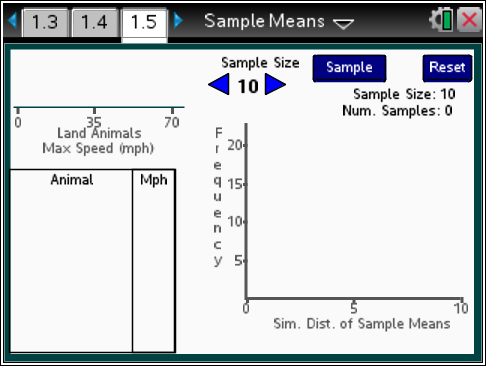 1.3 1.4 1.5 Sample Means
Sample Size
10
Sample
Reset
Sample Size: 10
Num. Samples: 0
0 35 70
Land Animals
Max Speed (mph)
Animal Mph
Frequency
20
15
10
5
0 5 10
Sim. Dist. of Sample Means